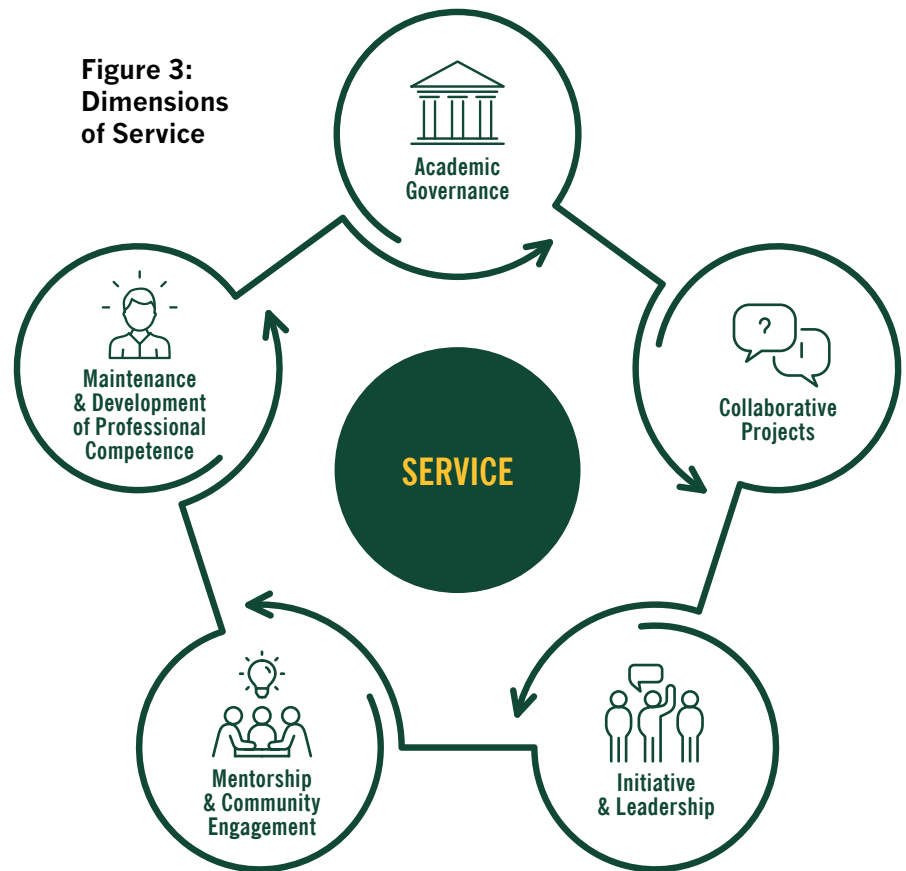 Figure 3:
Dimensions
of Service
Academic
Governance
?
Collaborative
Projects
Maintenance
& Development
of Professional
Competence
SERVICE
Mentorship
& Community
Engagement
Initiative
& Leadership